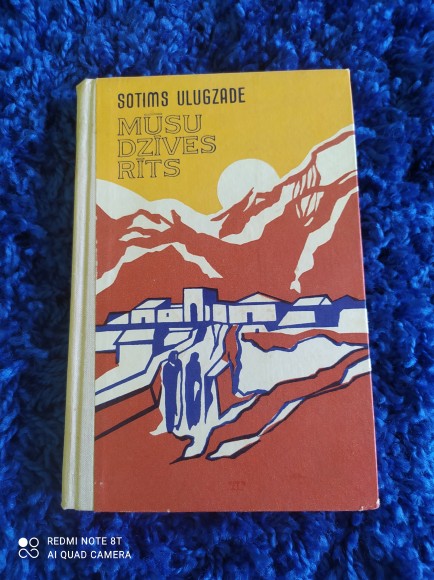 SOTIMS ULUGZADE
MŪSU
DZĪVES
RĪTS
REDMI NOTE 8T
AI QUAD CAMERA